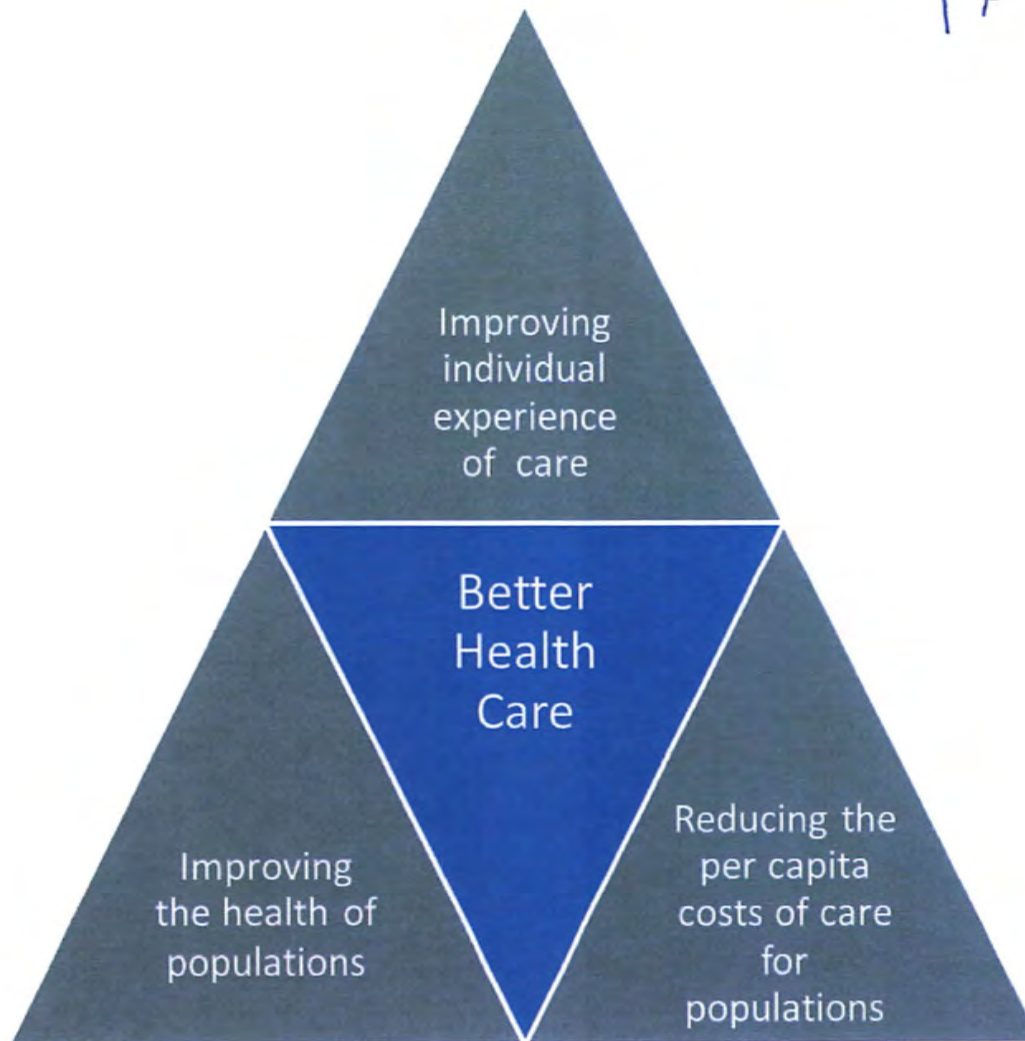 Improving
individual
experience
of care
Better
Health
Care
Improving
the health of
populations
Reducing the
per capita
costs of care
for
populations